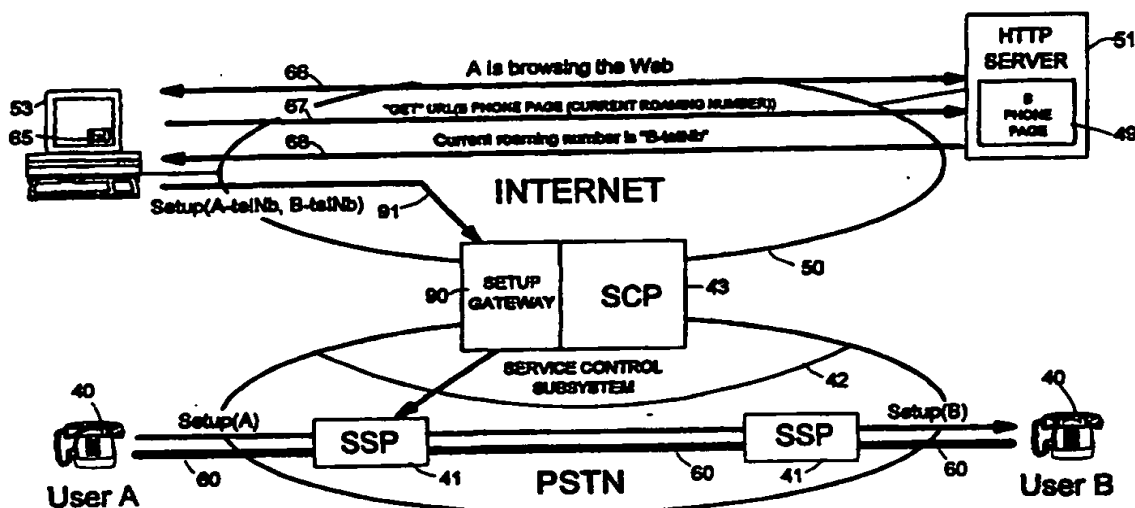 HTTP
SERVER
51
66
A is browsing the Web
53
67
"GET" URL(B PHONE PAGE (CURRENT ROAMING NUMBER))
B
PHONE
PAGE
49
65
68
Current roaming number is "B-telNb"
INTERNET
Setup(A-telNb, B-telNb)
91
50
90
SETUP
GATEWAY
SCP
43
SERVICE CONTROL
SUBSYSTEM
42
40
Setup(A)
SSP
SSP
Setup(B)
40
60
41
60
41
60
User A
PSTN
User B